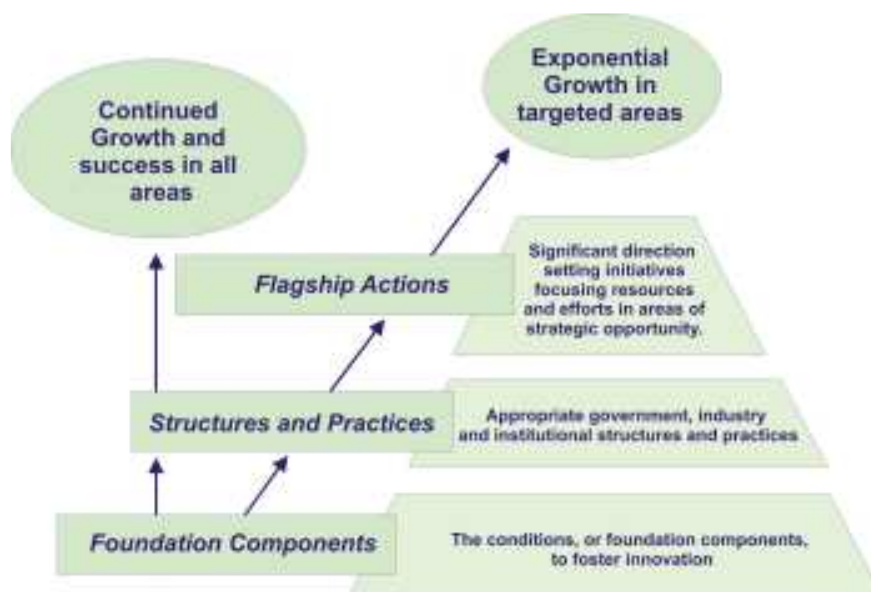 Exponential
Growth in
targeted areas
Continued
Growth and
success in all
areas
Flagship Actions
Significant direction
setting initiatives
focusing resources
and efforts in areas of
strategic opportunity.
Structures and Practices
Appropriate government, industry
and institutional structures and practices
Foundation Components
The conditions, or foundation components,
to foster innovation